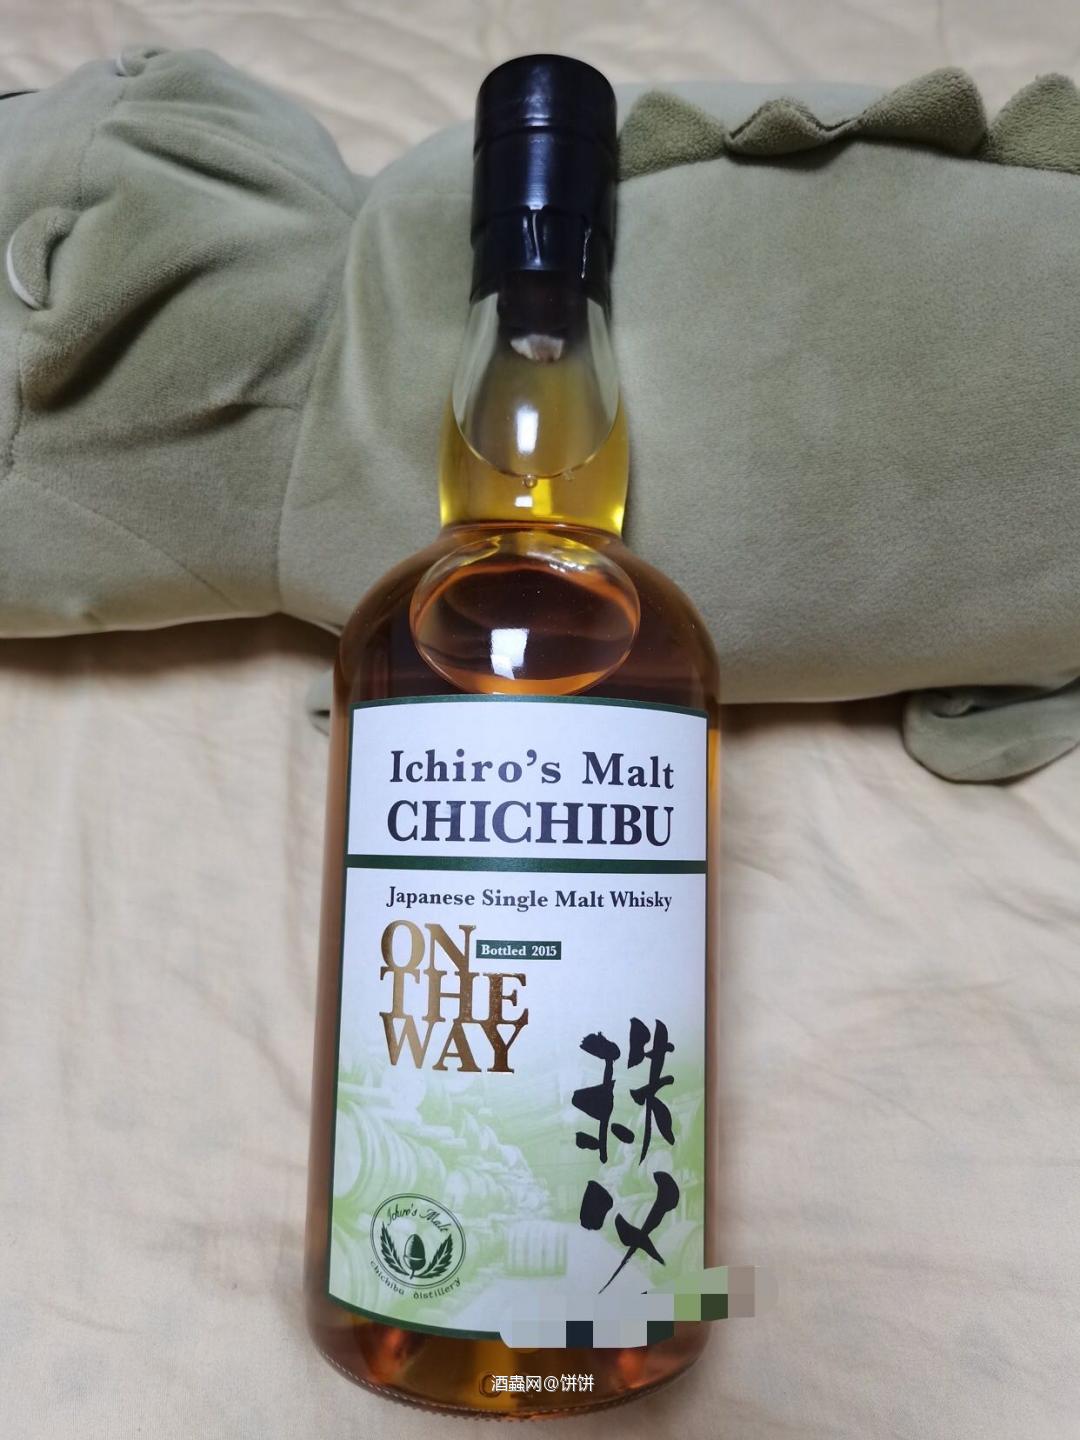 Ichiro's Malt
CHICHIBU
Japanese Single Malt Whisky
ON
Bottled 2015
THE
WAY
秩
父
Ichiro's Malt
chichibu distillery
酒蟲网@饼饼